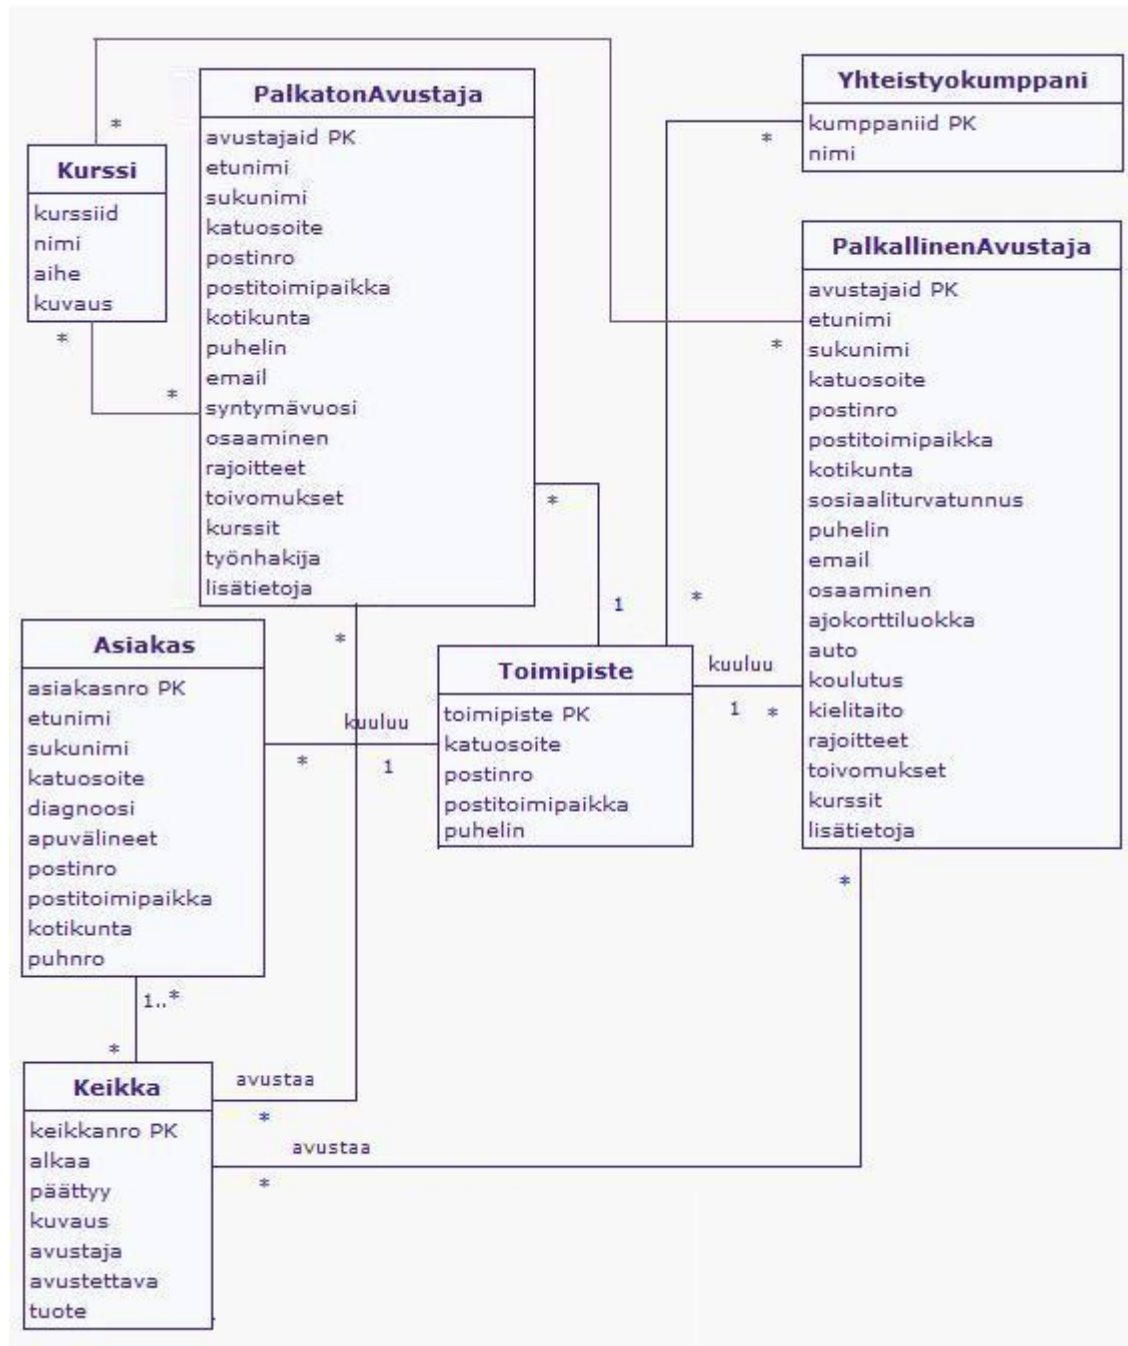 *
Kurssi
kurssiid
nimi
aihe
kuvaus
*
*
PalkatonAvustaja
avustajaid PK
etunimi
sukunimi
katuosoite
postinro
postitoimipaikka
kotikunta
puhelin
email
syntymävuosi
osaaminen
rajoitteet
toivomukset
kurssit
työnhakija
lisätietoja
*
1
*
Yhteistyokumppani
kumppaniid PK
nimi
*
*
PalkallinenAvustaja
avustajaid PK
etunimi
sukunimi
katuosoite
postinro
postitoimipaikka
kotikunta
sosiaaliturvatunnus
puhelin
email
osaaminen
ajokorttiluokka
auto
koulutus
kielitaito
rajoitteet
toivomukset
kurssit
lisätietoja
*
*
Asiakas
asiakasnro PK
etunimi
sukunimi
katuosoite
diagnoosi
apuvälineet
postinro
postitoimipaikka
kotikunta
puhnro
kuuluu
* 1
Toimipiste
toimipiste PK
katuosoite
postinro
postitoimipaikka
puhelin
kuuluu
1 *
1..*
*
Keikka
keikkanro PK
alkaa
päättyy
kuvaus
avustaja
avustettava
tuote
avustaa
*
avustaa
*